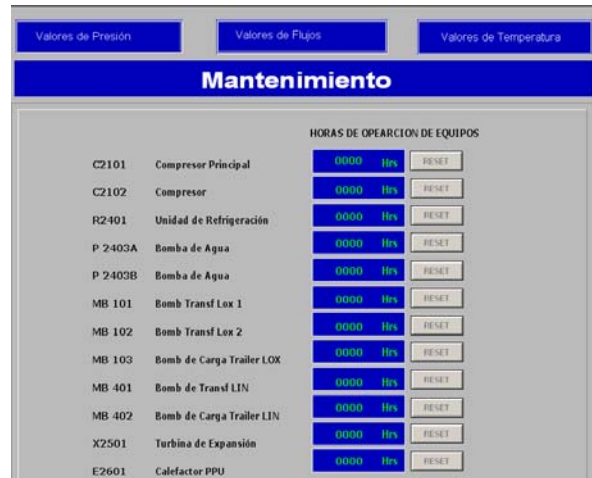 Valores de Presión Valores de Flujos Valores de Temperatura
Mantenimiento
HORAS DE OPEARCION DE EQUIPOS
C2101 Compresor Principal 0000 Hrs RESET
C2102 Compresor 0000 Hrs RESET
R2401 Unidad de Refrigeración 0000 Hrs RESET
P 2403A Bomba de Agua 0000 Hrs RESET
P 2403B Bomba de Agua 0000 Hrs RESET
MB 101 Bomb Transf Lox 1 0000 Hrs RESET
MB 102 Bomb Transf Lox 2 0000 Hrs RESET
MB 103 Bomb de Carga Trailer LOX 0000 Hrs RESET
MB 401 Bomb de Transf LIN 0000 Hrs RESET
MB 402 Bomb de Carga Trailer LIN 0000 Hrs RESET
X2501 Turbina de Expansión 0000 Hrs RESET
E2601 Calefactor PPU 0000 Hrs RESET